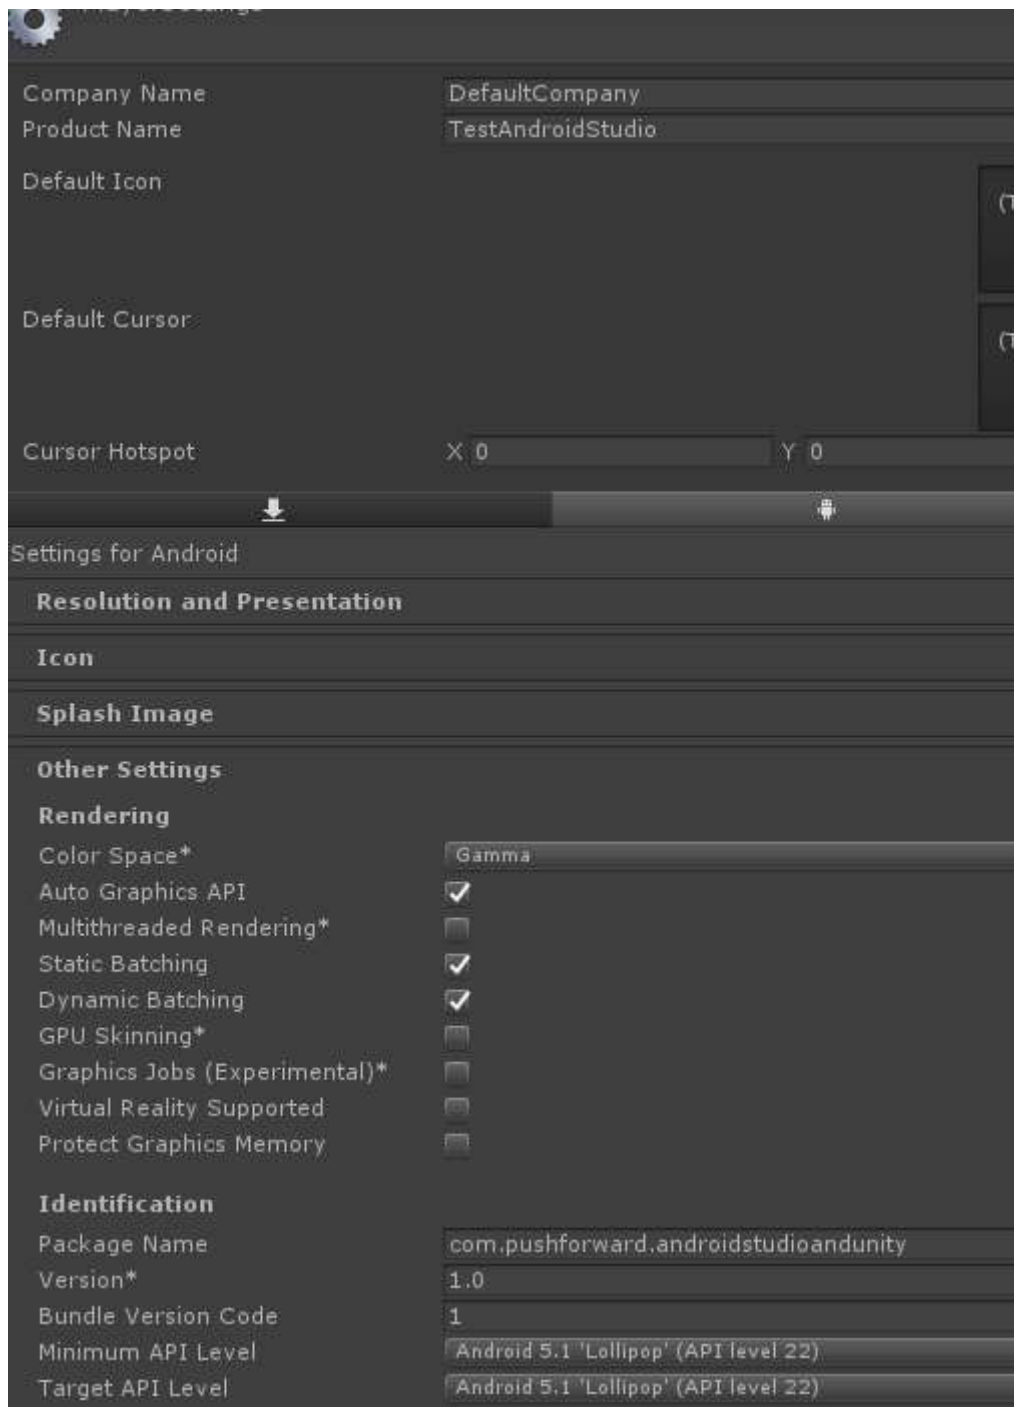 Company Name DefaultCompany
Product Name TestAndroidStudio
Default Icon
Default Cursor
Cursor Hotspot X 0 Y 0
Settings for Android
Resolution and Presentation
Icon
Splash Image
Other Settings
Rendering
Color Space* Gamma
Auto Graphics API
Multithreaded Rendering*
Static Batching
Dynamic Batching
GPU Skinning*
Graphics Jobs (Experimental)*
Virtual Reality Supported
Protect Graphics Memory
Identification
Package Name com.pushforward.androidstudioandunity
Version* 1.0
Bundle Version Code 1
Minimum API Level Android 5.1 'Lollipop' (API level 22)
Target API Level Android 5.1 'Lollipop' (API level 22)